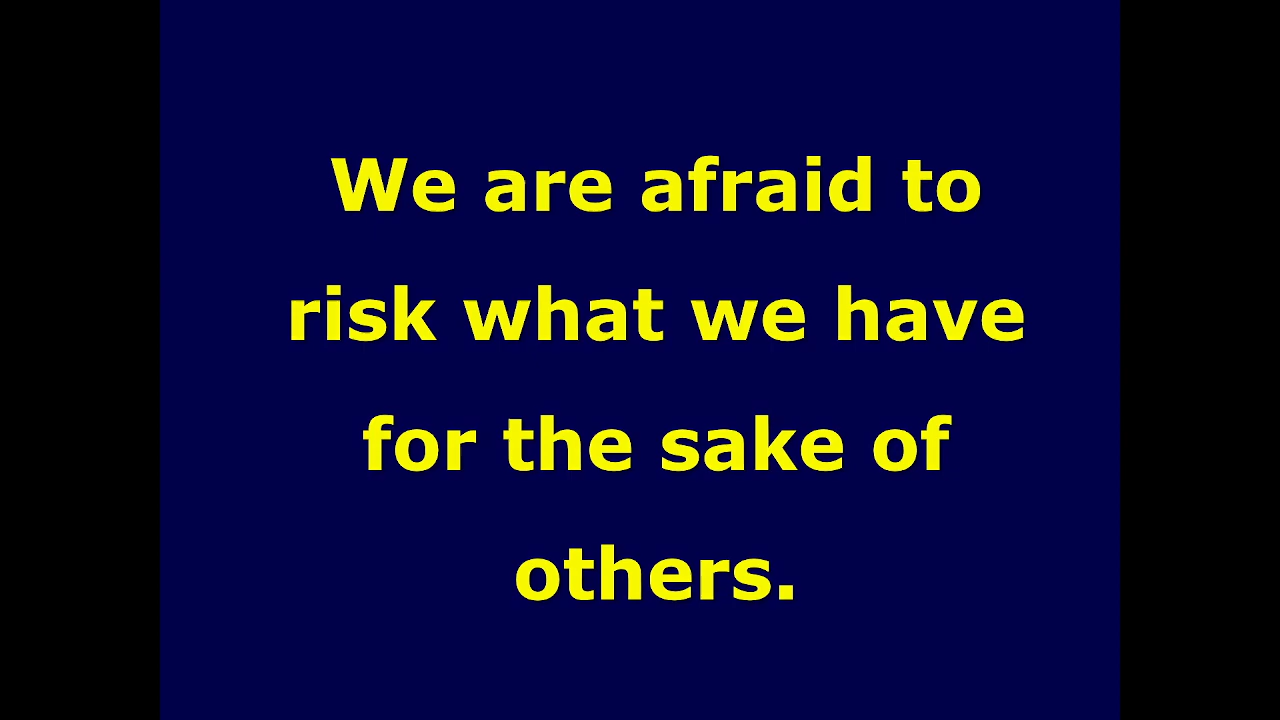 We are afraid to
risk what we have
for the sake of
others.